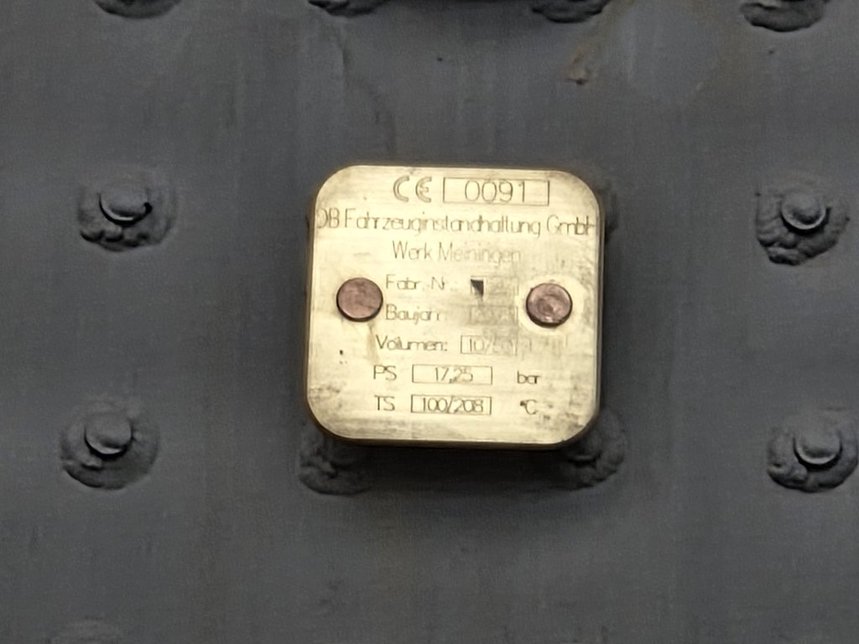 CE 0091
DB Fahrzeuginstandhaltung GmbH
Werk Meiningen
Fabr. Nr.
Baujahr:
Volumen:
PS 17,25 bar
TS 100/208 °C